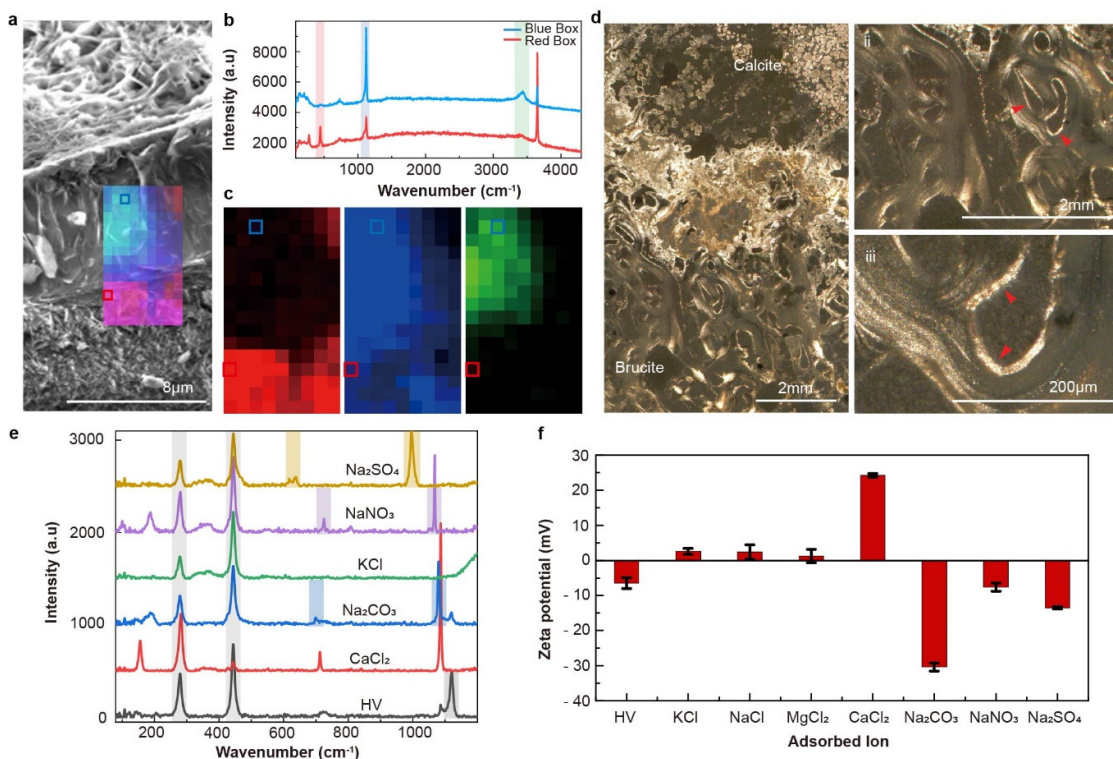 a
8μm
b
Intensity (a.u)
8000
6000
4000
2000
Blue Box
Red Box
0 1000 2000 3000 4000
Wavenumber (cm⁻¹)
c
d
Calcite
Brucite
2mm
ii
2mm
iii
200μm
e
Intensity (a.u)
3000
2000
1000
0
Na₂SO₄
NaNO₃
KCl
Na₂CO₃
CaCl₂
HV
200 400 600 800 1000
Wavenumber (cm⁻¹)
f
Zeta potential (mV)
30
20
10
0
- 10
- 20
- 30
- 40
HV KCl NaCl MgCl₂ CaCl₂ Na₂CO₃ NaNO₃ Na₂SO₄
Adsorbed Ion